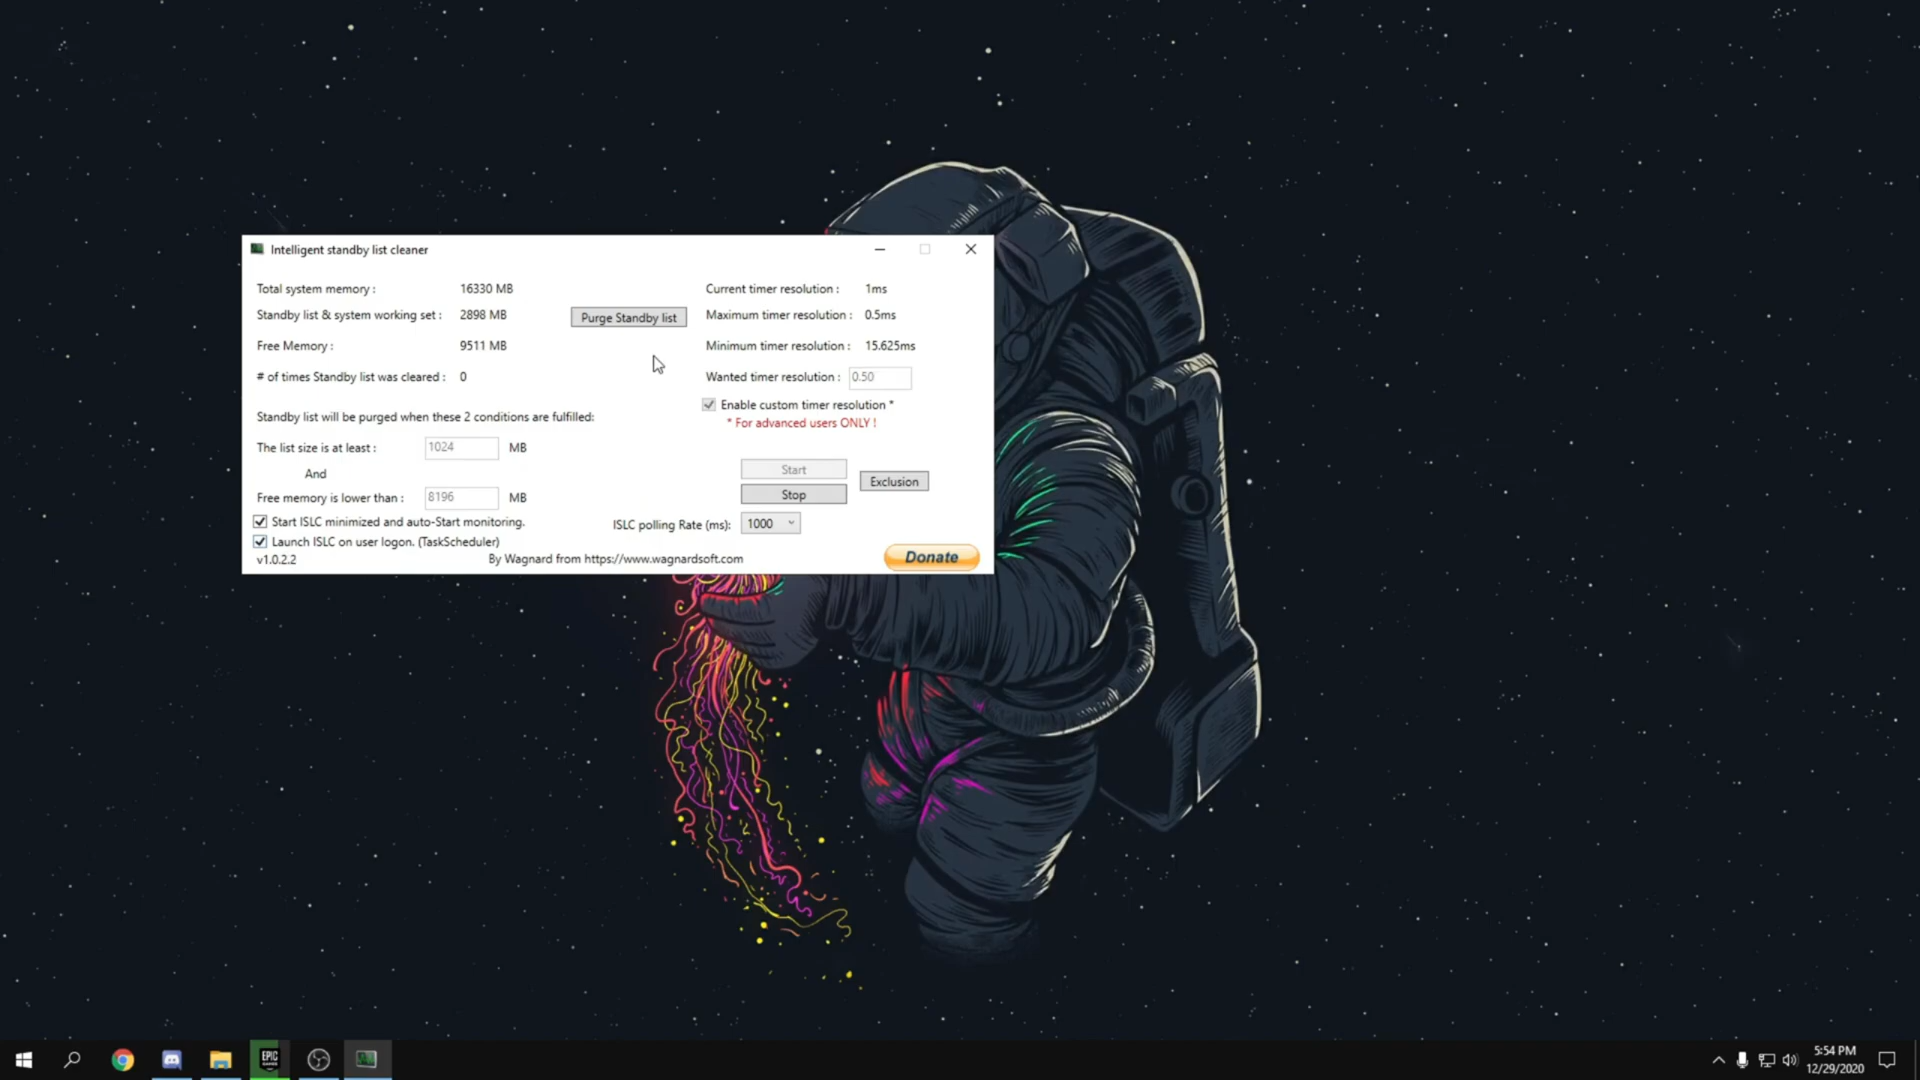 Intelligent standby list cleaner
Total system memory : 16330 MB
Standby list & system working set : 2898 MB
Free Memory : 9511 MB
# of times Standby list was cleared : 0
Purge Standby list
Current timer resolution : 1ms
Maximum timer resolution : 0.5ms
Minimum timer resolution : 15.625ms
Wanted timer resolution : 0.50
Enable custom timer resolution *
* For advanced users ONLY !
Standby list will be purged when these 2 conditions are fulfilled:
The list size is at least : 1024 MB
And
Free memory is lower than : 8196 MB
Start
Stop
Exclusion
Start ISLC minimized and auto-Start monitoring.
ISLC polling Rate (ms): 1000
Launch ISLC on user logon. (TaskScheduler)
v1.0.2.2
By Wagnard from https://www.wagnardsoft.com
Donate
EPIC
GAMES
5:54 PM
12/29/2020